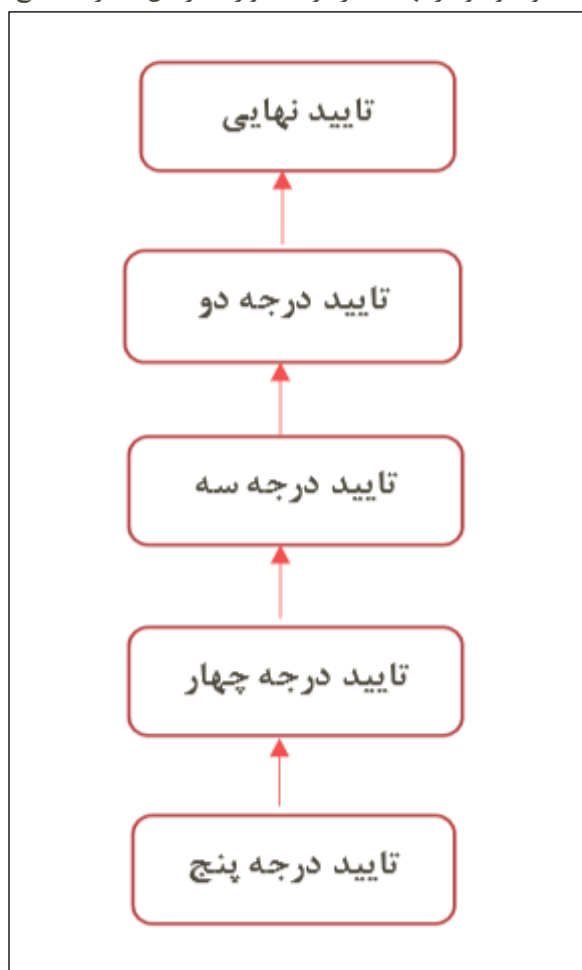 تایید نهایی
تایید درجه دو
تایید درجه سه
تایید درجه چهار
تایید درجه پنج